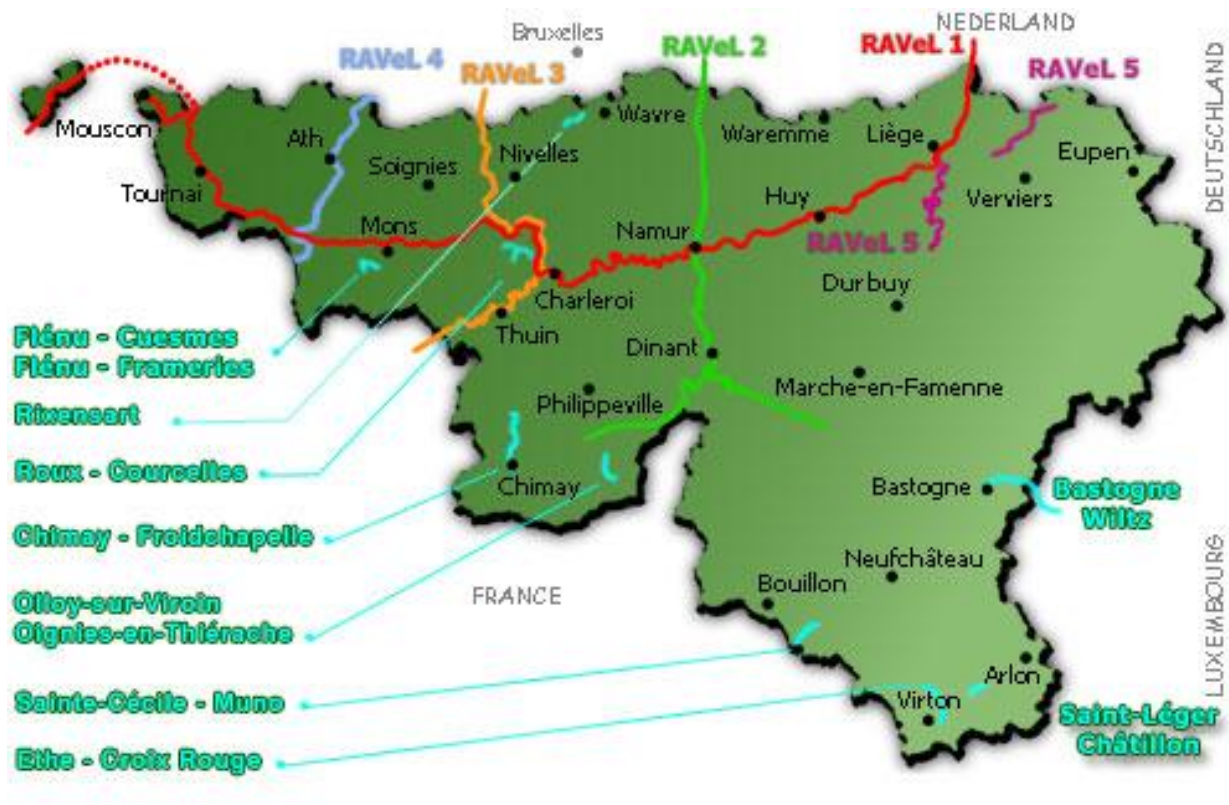 NEDERLAND
Bruxelles
RAVeL 4
RAVeL 3
RAVeL 2
RAVeL 1
RAVeL 5
DEUTSCHLAND
Mouscon
Ath
Soignies
Nivelles
Wavre
Waremme
Liège
Eupen
Tournai
Mons
Huy
Verviers
Namur
RAVeL 5
Charleroi
Durbuy
Thuin
Dinant
Flénu - Cuesmes
Flénu - Frameries
Marche-en-Famenne
Philippeville
Rixensart
Roux - Courcelles
Chimay
Bastogne
Bastogne
Wiltz
Chimay - Froidchapelle
Neufchâteau
Bouillon
FRANCE
LUXEMBOURG
Olloy-sur-Viroin
Oignies-en-Thiérache
Arlon
Sainte-Cécile - Muno
Virton
Saint-Léger
Châtillon
Ethe - Croix Rouge